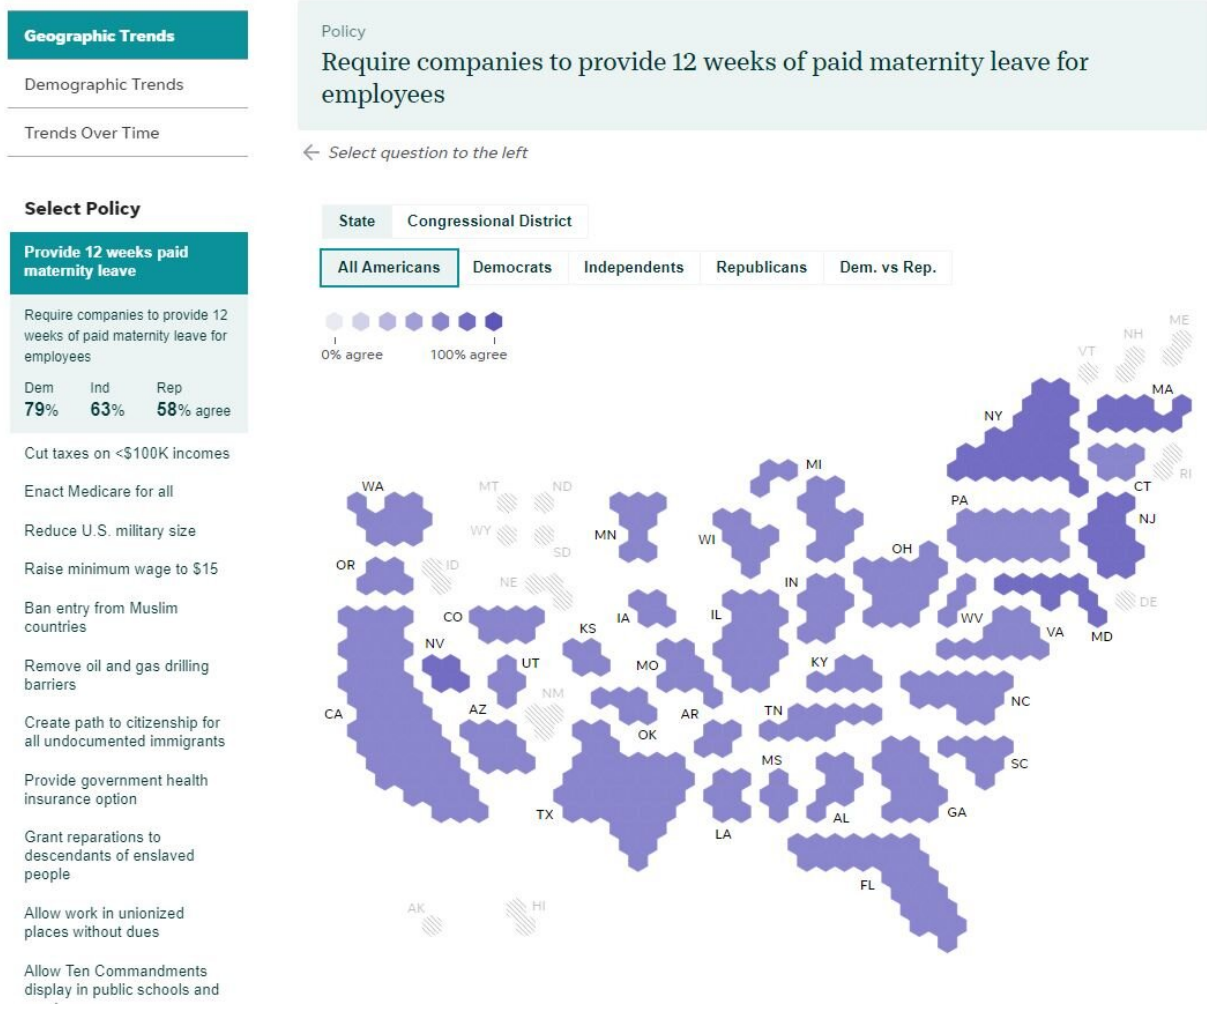 Geographic Trends
Demographic Trends
Trends Over Time
Select Policy
Provide 12 weeks paid
maternity leave
Require companies to provide 12
weeks of paid maternity leave for
employees
Dem Ind Rep
79% 63% 58% agree
Cut taxes on <$100K incomes
Enact Medicare for all
Reduce U.S. military size
Raise minimum wage to $15
Ban entry from Muslim
countries
Remove oil and gas drilling
barriers
Create path to citizenship for
all undocumented immigrants
Provide government health
insurance option
Grant reparations to
descendants of enslaved
people
Allow work in unionized
places without dues
Allow Ten Commandments
display in public schools and
Policy
Require companies to provide 12 weeks of paid maternity leave for
employees
← Select question to the left
State Congressional District
All Americans Democrats Independents Republicans Dem. vs Rep.
0% agree 100% agree
ME
NH
VT
MA
NY
MI
RI
WA MT ND CT
PA
NJ
WY MN WI
OH
SD
OR ID
NE IN
DE
CO IA IL WV
KS VA MD
NV
UT MO KY
NM
NC
CA AZ AR TN
OK
MS SC
TX AL GA
LA
FL
AK HI